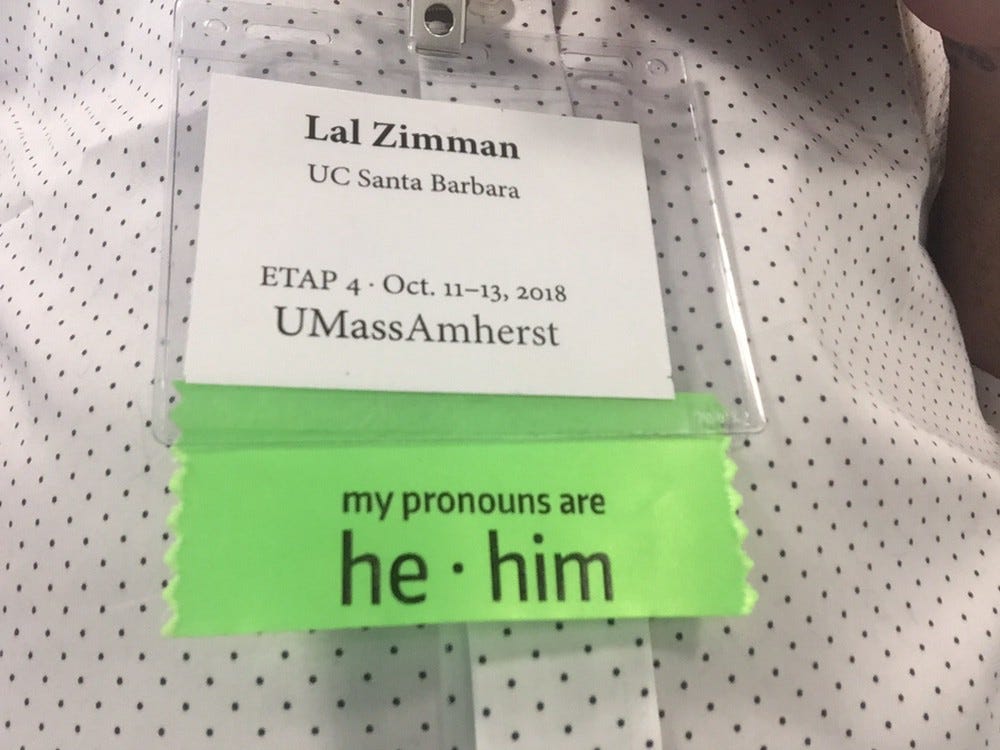 Lal Zimman
UC Santa Barbara
ETAP 4 · Oct. 11–13, 2018
UMassAmherst
my pronouns are
he · him